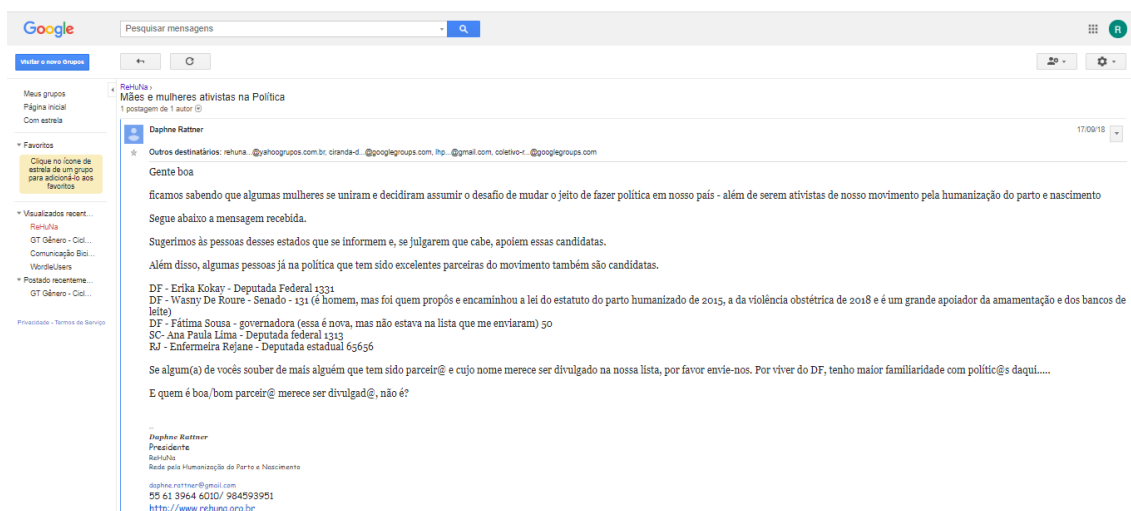 Google
Pesquisar mensagens
R
Visitar o novo Grupos
Meus grupos
Página inicial
Com estrela
Favoritos
Clique no ícone de
estrela de um grupo
para adicioná-lo aos
favoritos
Visualizados recent...
ReHuNa
GT Gênero - Cicl...
Comunicação Bici...
WordleUsers
Postado recenteme...
GT Gênero - Cicl...
Privacidade - Termos de Serviço
ReHuNa ›
Mães e mulheres ativistas na Política
1 postagem de 1 autor
Daphne Rattner
17/09/18
Outros destinatários: rehuna...@yahoogrupos.com.br, ciranda-d...@googlegroups.com, lhp...@gmail.com, coletivo-r...@googlegroups.com
Gente boa
ficamos sabendo que algumas mulheres se uniram e decidiram assumir o desafio de mudar o jeito de fazer política em nosso país - além de serem ativistas de nosso movimento pela humanização do parto e nascimento
Segue abaixo a mensagem recebida.
Sugerimos às pessoas desses estados que se informem e, se julgarem que cabe, apoiem essas candidatas.
Além disso, algumas pessoas já na política que tem sido excelentes parceiras do movimento também são candidatas.
DF - Erika Kokay - Deputada Federal 1331
DF - Wasny De Roure - Senado - 131 (é homem, mas foi quem propôs e encaminhou a lei do estatuto do parto humanizado de 2015, a da violência obstétrica de 2018 e é um grande apoiador da amamentação e dos bancos de
leite)
DF - Fátima Sousa - governadora (essa é nova, mas não estava na lista que me enviaram) 50
SC- Ana Paula Lima - Deputada federal 1313
RJ - Enfermeira Rejane - Deputada estadual 65656
Se algum(a) de vocês souber de mais alguém que tem sido parceir@ e cujo nome merece ser divulgado na nossa lista, por favor envie-nos. Por viver do DF, tenho maior familiaridade com polític@s daqui.....
E quem é boa/bom parceir@ merece ser divulgad@, não é?
--
Daphne Rattner
Presidente
ReHuNa
Rede pela Humanização do Parto e Nascimento
daphne.rattner@gmail.com
55 61 3964 6010/ 984593951
http://www.rehuna.org.br